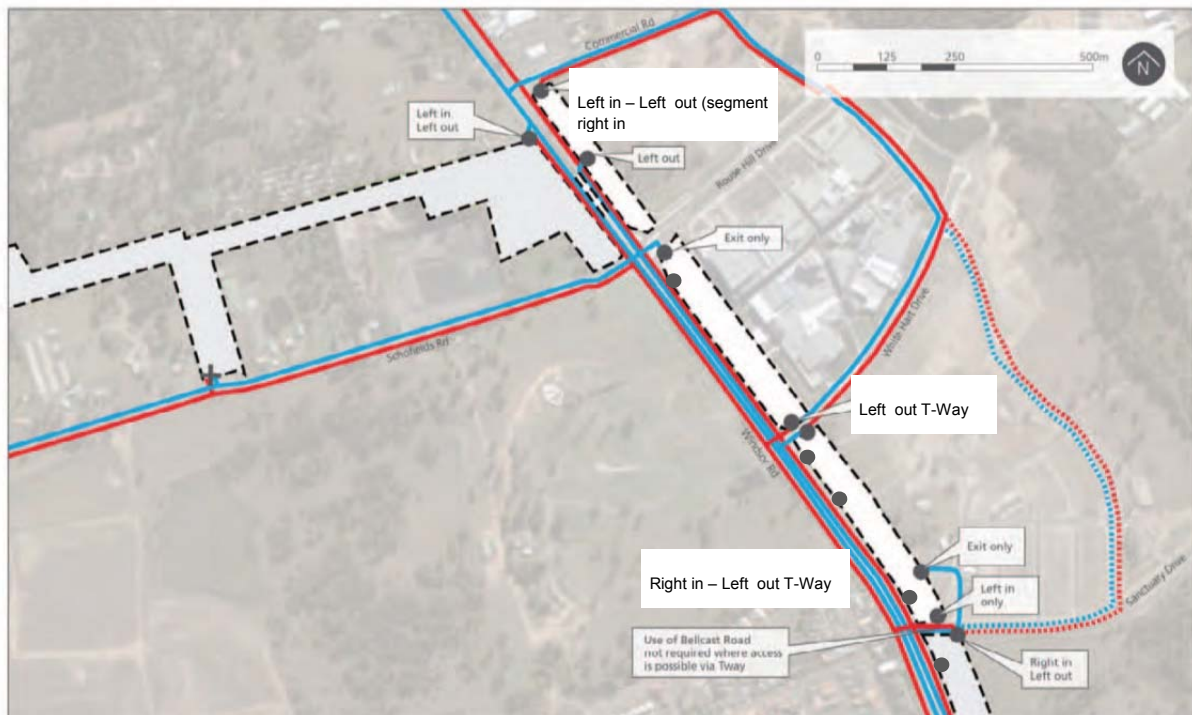 Commercial Rd
0 125 250 500m
N
Left in – Left out (segment
right in
Left in
Left out
Left out
Rouse Hill Drive
Exit only
White Hart Drive
Schofields Rd
Left out T-Way
Windsor Rd
Exit only
Right in – Left out T-Way
Left in
only
Sanctuary Drive
Use of Bellcast Road
not required where access
is possible via Tway
Right in
Left out